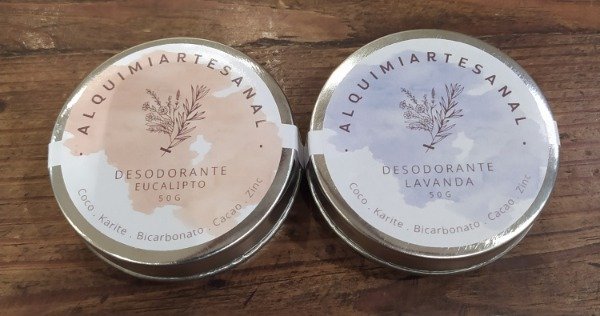 · ALQUIMIARTESANAL ·
DESODORANTE
EUCALIPTO
50G
Coco . Karite . Bicarbonato . Cacao . Zinc
· ALQUIMIARTESANAL ·
DESODORANTE
LAVANDA
50G
Coco . Karite . Bicarbonato . Cacao . Zinc